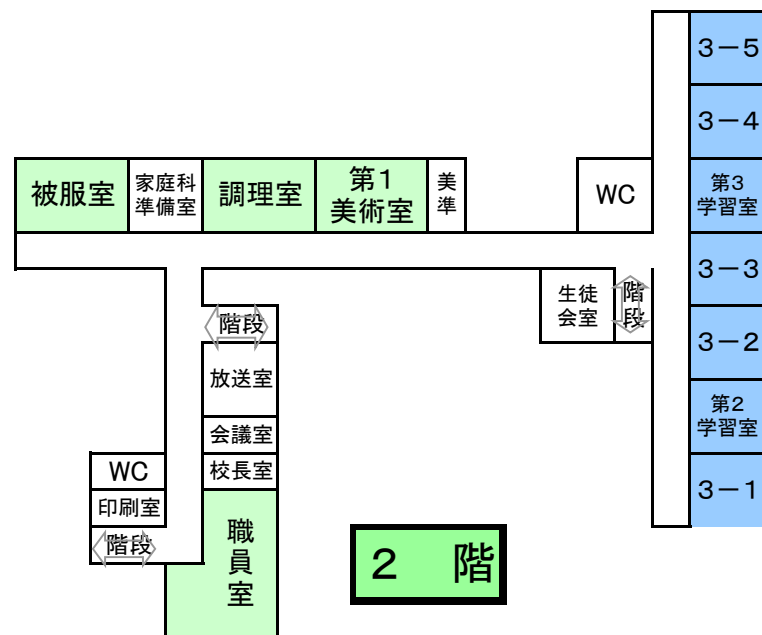 3－5
3－4
第3
学習室
3－3
3－2
第2
学習室
3－1
被服室
家庭科
準備室
調理室
第1
美術室
美
準
WC
生徒
会室
階
段
階段
放送室
会議室
校長室
職
員
室
WC
印刷室
階段
２　階